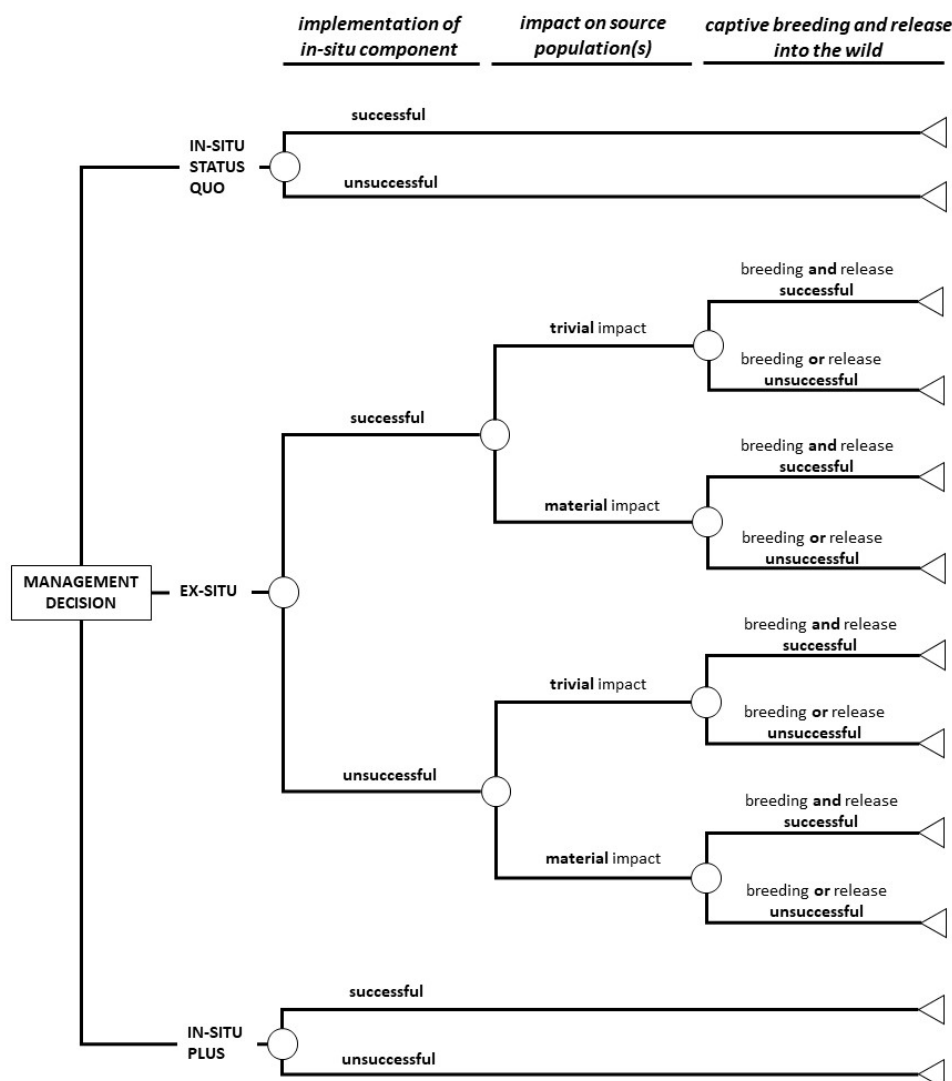 implementation of
in-situ component
impact on source
population(s)
captive breeding and release
into the wild
successful
IN-SITU
STATUS
QUO
unsuccessful
breeding and release
successful
trivial impact
breeding or release
unsuccessful
successful
breeding and release
successful
material impact
breeding or release
unsuccessful
MANAGEMENT
DECISION
EX-SITU
breeding and release
successful
trivial impact
breeding or release
unsuccessful
unsuccessful
breeding and release
successful
material impact
breeding or release
unsuccessful
successful
IN-SITU
PLUS
unsuccessful